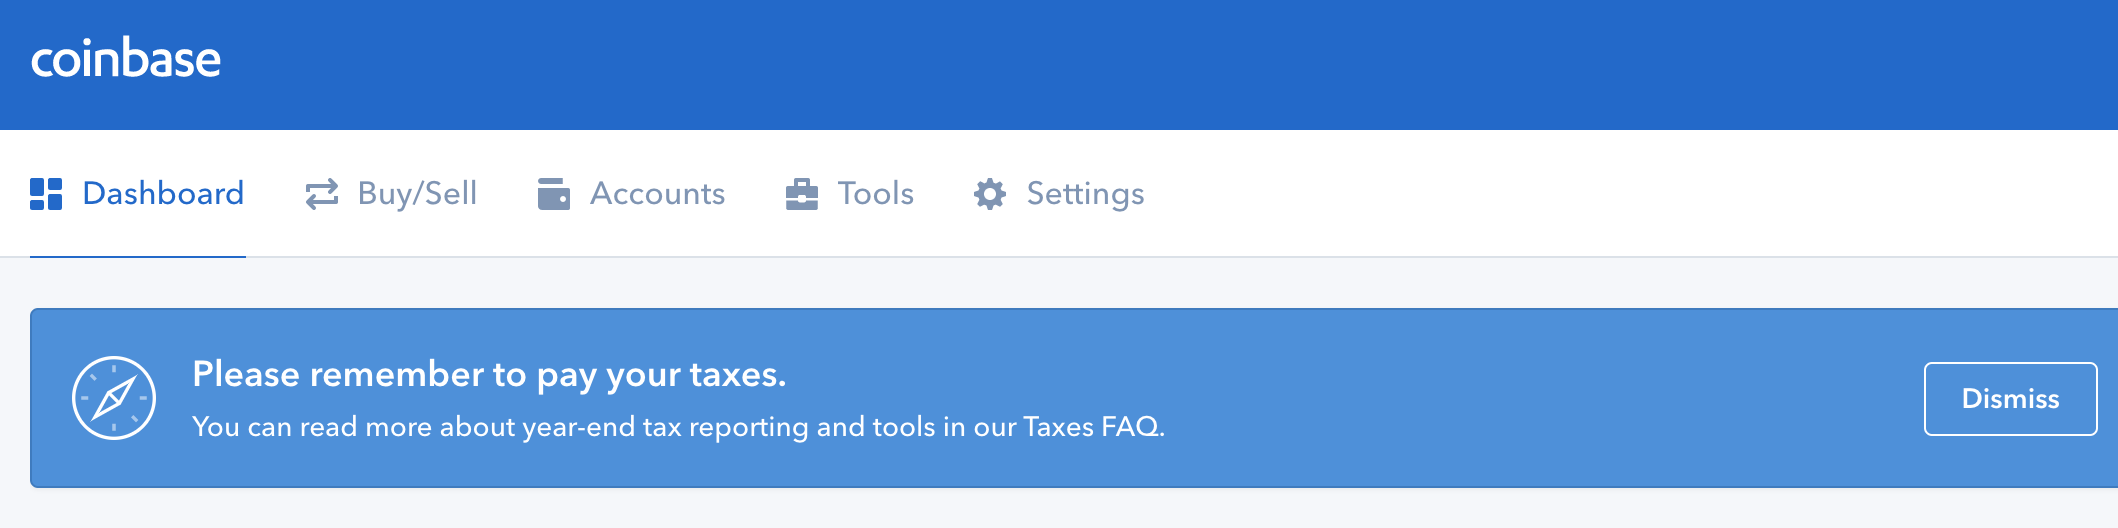 coinbase
Dashboard Buy/Sell Accounts Tools Settings
Please remember to pay your taxes.
You can read more about year-end tax reporting and tools in our Taxes FAQ.
Dismiss